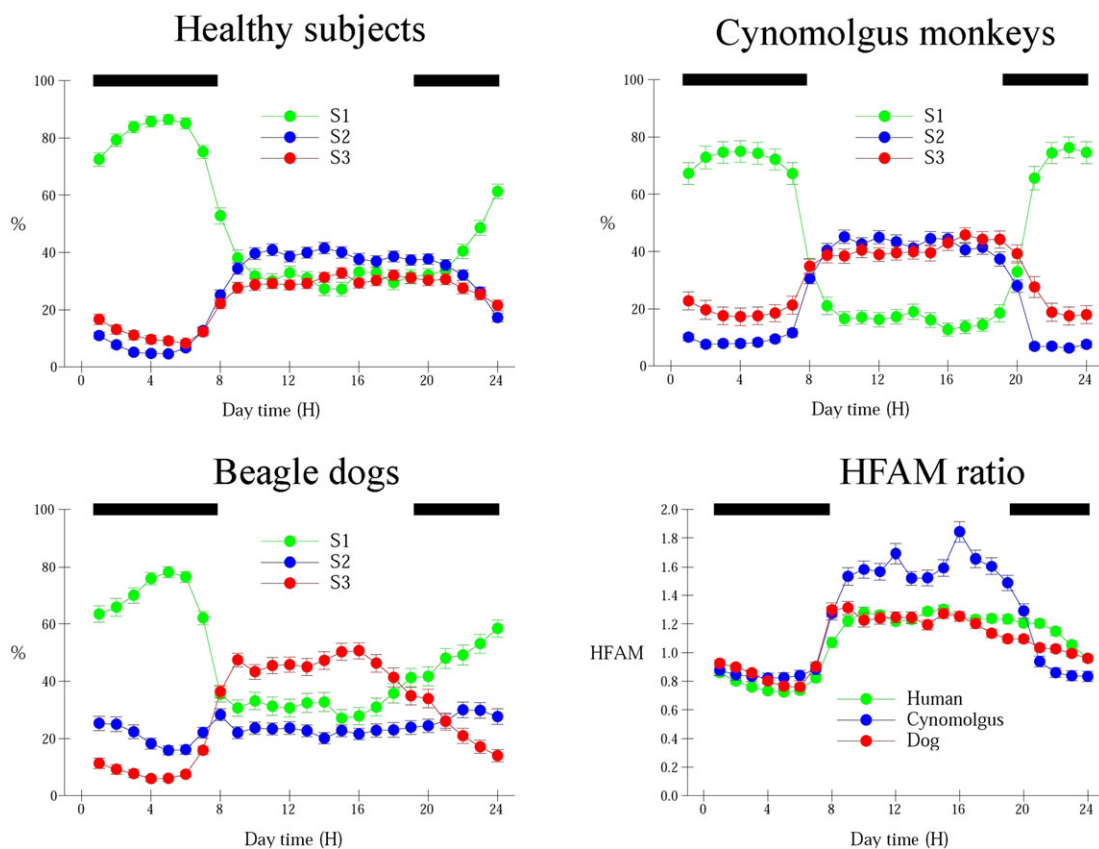 Healthy subjects
100
80
60
40
20
0
%
S1
S2
S3
0 4 8 12 16 20 24
Day time (H)
Cynomolgus monkeys
100
80
60
40
20
0
%
S1
S2
S3
0 4 8 12 16 20 24
Day time (H)
Beagle dogs
100
80
60
40
20
0
%
S1
S2
S3
0 4 8 12 16 20 24
Day time (H)
HFAM ratio
2.0
1.8
1.6
1.4
1.2
1.0
0.8
0.6
0.4
0.2
0.0
HFAM
Human
Cynomolgus
Dog
0 4 8 12 16 20 24
Day time (H)